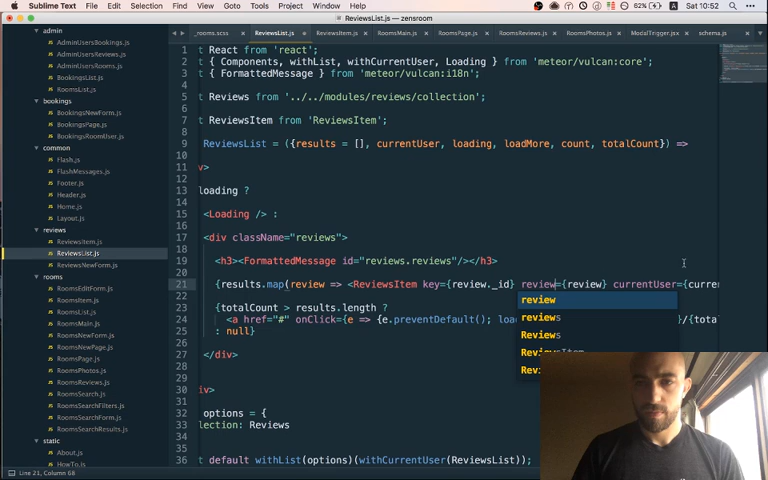 Sublime Text File Edit Selection Find View Goto Tools Project Window Help 62% A Sun 10:52
ReviewsList.js — zensroom
_rooms.scss ReviewsList.js ReviewsItem.js RoomsMain.js RoomsPage.js RoomsReviews.js RoomsPhotos.js ModalTrigger.jsx schema.js
admin
AdminUsersBookings.js
AdminUsersReviews.js
AdminUsersRooms.js
BookingsList.js
RoomsList.js
bookings
BookingsNewForm.js
BookingsPage.js
BookingsRoomUser.js
common
Flash.js
FlashMessages.js
Footer.js
Header.js
Home.js
Layout.js
reviews
ReviewsItem.js
ReviewsList.js
ReviewsNewForm.js
rooms
RoomsEditForm.js
RoomsItem.js
RoomsList.js
RoomsMain.js
RoomsNewForm.js
RoomsNewPage.js
RoomsPage.js
RoomsPhotos.js
RoomsReviews.js
RoomsSearch.js
RoomsSearchFilters.js
RoomsSearchForm.js
RoomsSearchResults.js
static
About.js
HowTo.js
1 t React from 'react';
2 t { Components, withList, withCurrentUser, Loading } from 'meteor/vulcan:core';
3 t { FormattedMessage } from 'meteor/vulcan:i18n';
4
5 t Reviews from '../../modules/reviews/collection';
6
7 t ReviewsItem from 'ReviewsItem';
8
9 ReviewsList = ({results = [], currentUser, loading, loadMore, count, totalCount}) =>
10
11 v>
12
13 loading ?
14
15 <Loading /> :
16
17 <div className="reviews">
18
19 <h3><FormattedMessage id="reviews.reviews"/></h3>
20
21 {results.map(review => <ReviewsItem key={review._id} review={review} currentUser={curre
22
23 {totalCount > results.length ?
24 <a href="#" onClick={e => {e.preventDefault(); loa }/{tota
25 : null}
26
27 </div>
28
29
30 iv>
31
32 options = {
33 llection: Reviews
34
35
36 t default withList(options)(withCurrentUser(ReviewsList));
review
reviews
Reviews
ReviewsItem
Line 21, Column 68